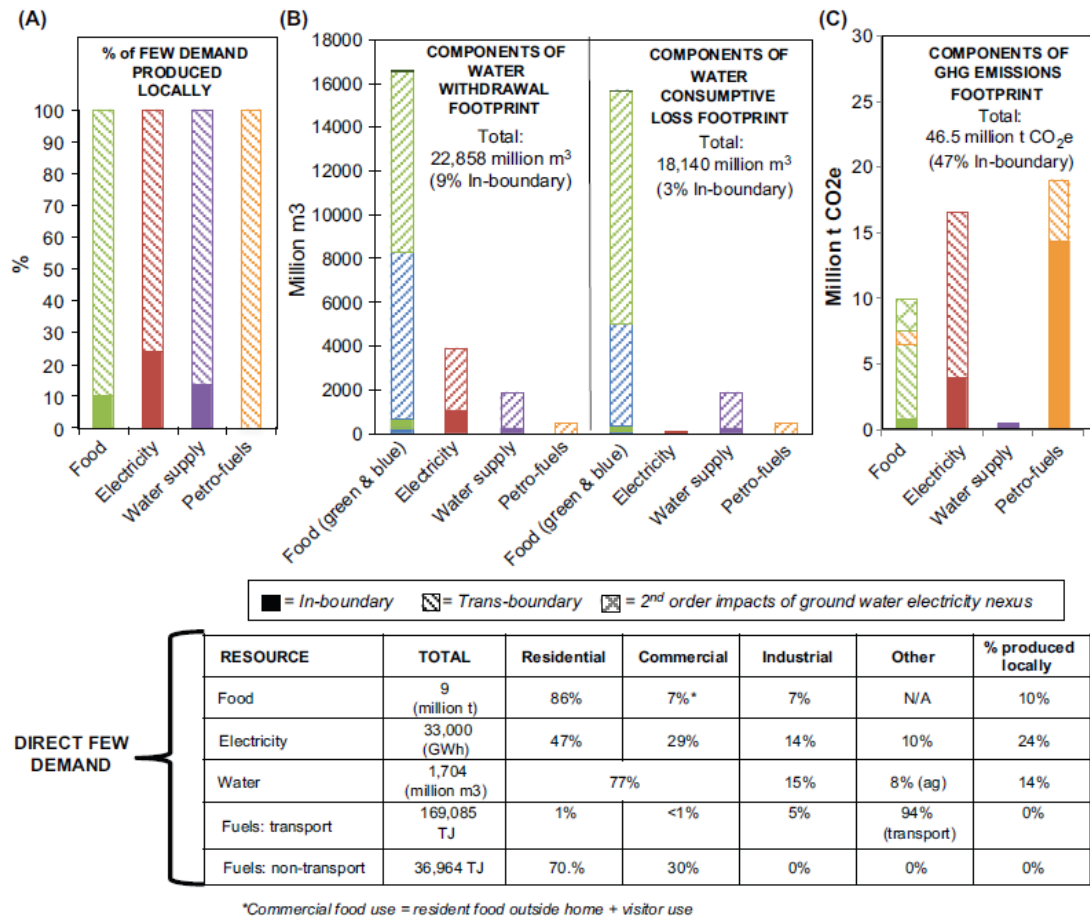 (A)
% of FEW DEMAND
PRODUCED
LOCALLY
100
90
80
70
60
50
40
30
20
10
0
%
Food
Electricity
Water supply
Petro-fuels
(B)
18000
16000
14000
12000
10000
8000
6000
4000
2000
0
Million m3
COMPONENTS OF
WATER
WITHDRAWAL
FOOTPRINT
Total:
22,858 million m³
(9% In-boundary)
COMPONENTS OF
WATER
CONSUMPTIVE
LOSS FOOTPRINT
Total:
18,140 million m³
(3% In-boundary)
Food (green & blue)
Electricity
Water supply
Petro-fuels
Food (green & blue)
Electricity
Water supply
Petro-fuels
(C)
30
25
20
15
10
5
0
Million t CO2e
COMPONENTS OF
GHG EMISSIONS
FOOTPRINT
Total:
46.5 million t CO₂e
(47% In-boundary)
Food
Electricity
Water supply
Petro-fuels
= In-boundary = Trans-boundary = 2nd order impacts of ground water electricity nexus
DIRECT FEW
DEMAND
RESOURCE TOTAL Residential Commercial Industrial Other % produced locally
Food 9 (million t) 86% 7%* 7% N/A 10%
Electricity 33,000 (GWh) 47% 29% 14% 10% 24%
Water 1,704 (million m3) 77% 15% 8% (ag) 14%
Fuels: transport 169,085 TJ 1% <1% 5% 94% (transport) 0%
Fuels: non-transport 36,964 TJ 70.% 30% 0% 0% 0%
*Commercial food use = resident food outside home + visitor use